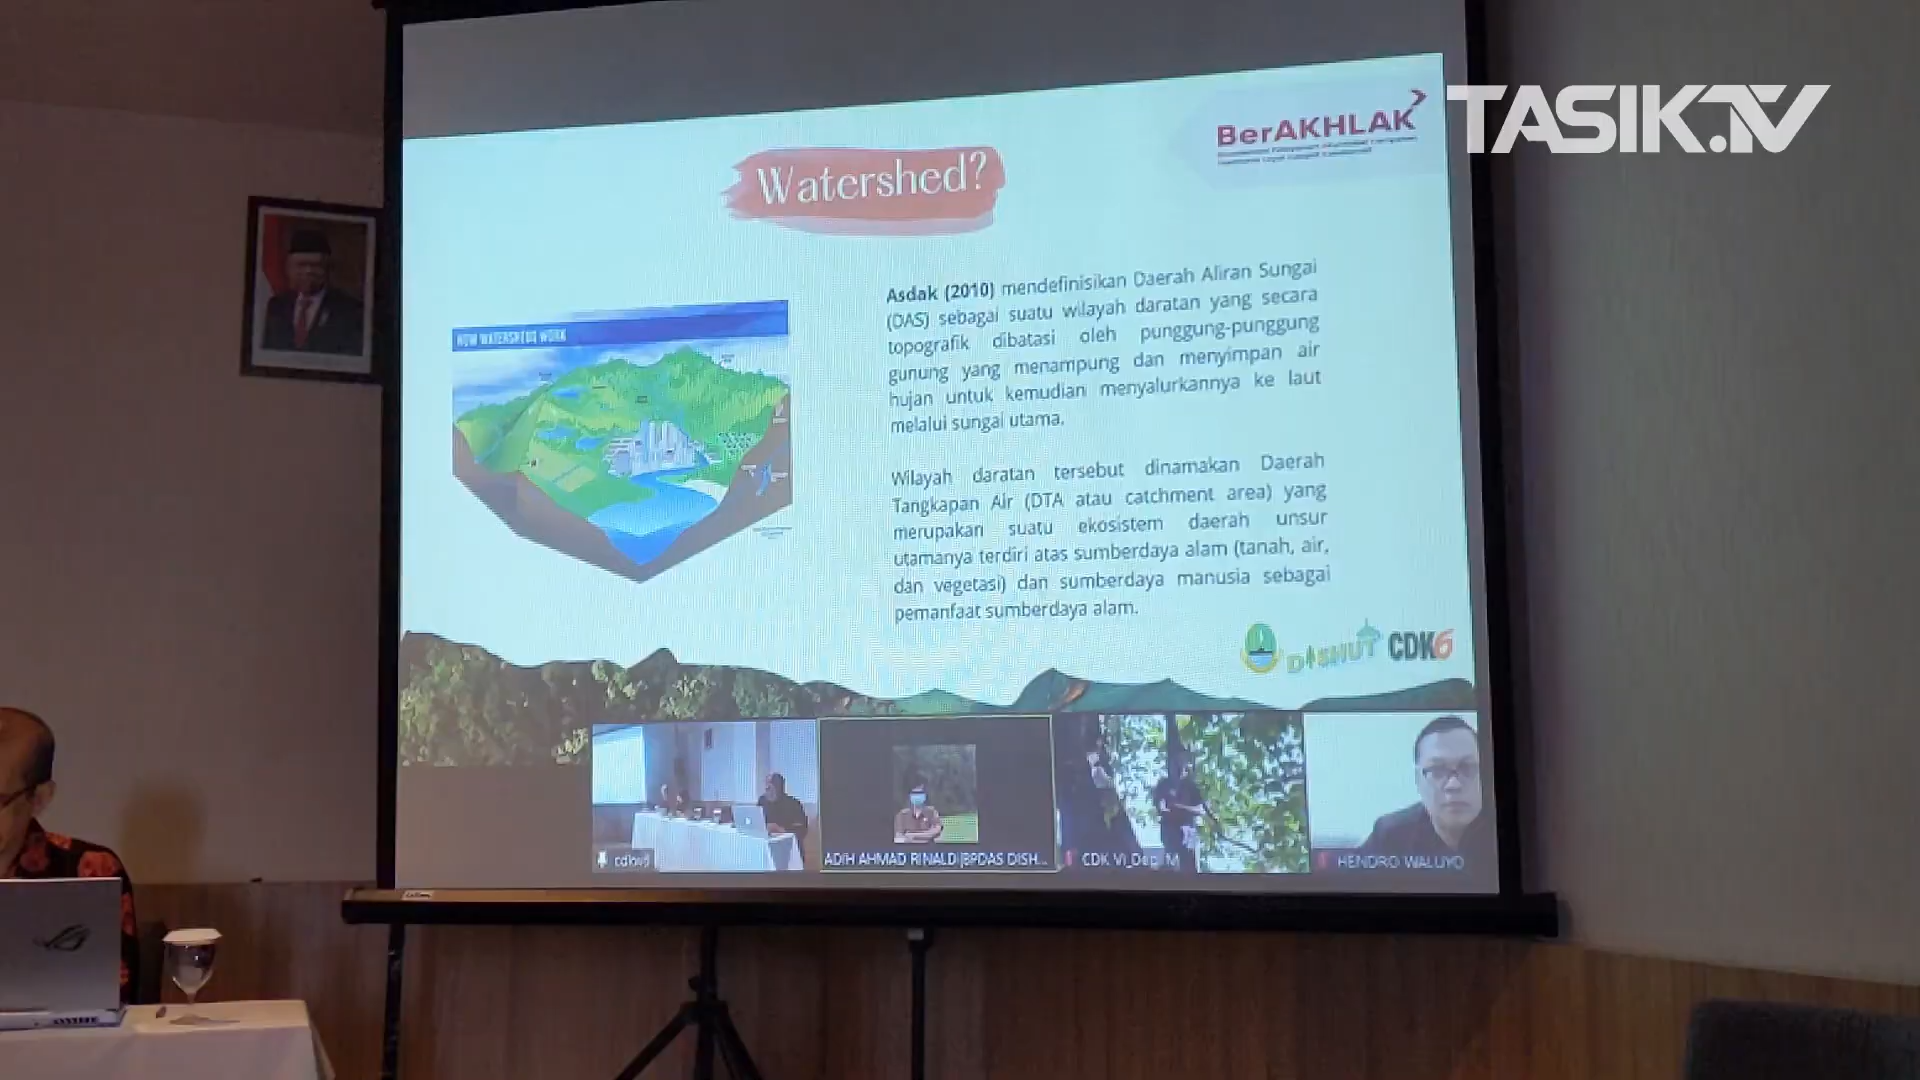 TASIK.TV
BerAKHLAK
Watershed?
HOW WATERSHEDS WORK
Asdak (2010) mendefinisikan Daerah Aliran Sungai
(DAS) sebagai suatu wilayah daratan yang secara
topografik dibatasi oleh punggung-punggung
gunung yang menampung dan menyimpan air
hujan untuk kemudian menyalurkannya ke laut
melalui sungai utama.
Wilayah daratan tersebut dinamakan Daerah
Tangkapan Air (DTA atau catchment area) yang
merupakan suatu ekosistem daerah unsur
utamanya terdiri atas sumberdaya alam (tanah, air,
dan vegetasi) dan sumberdaya manusia sebagai
pemanfaat sumberdaya alam.
DISHUT CDK6
ADIH AHMAD RINALDI [BPDAS DISH...
CDK VI_
HENDRO WALUYO